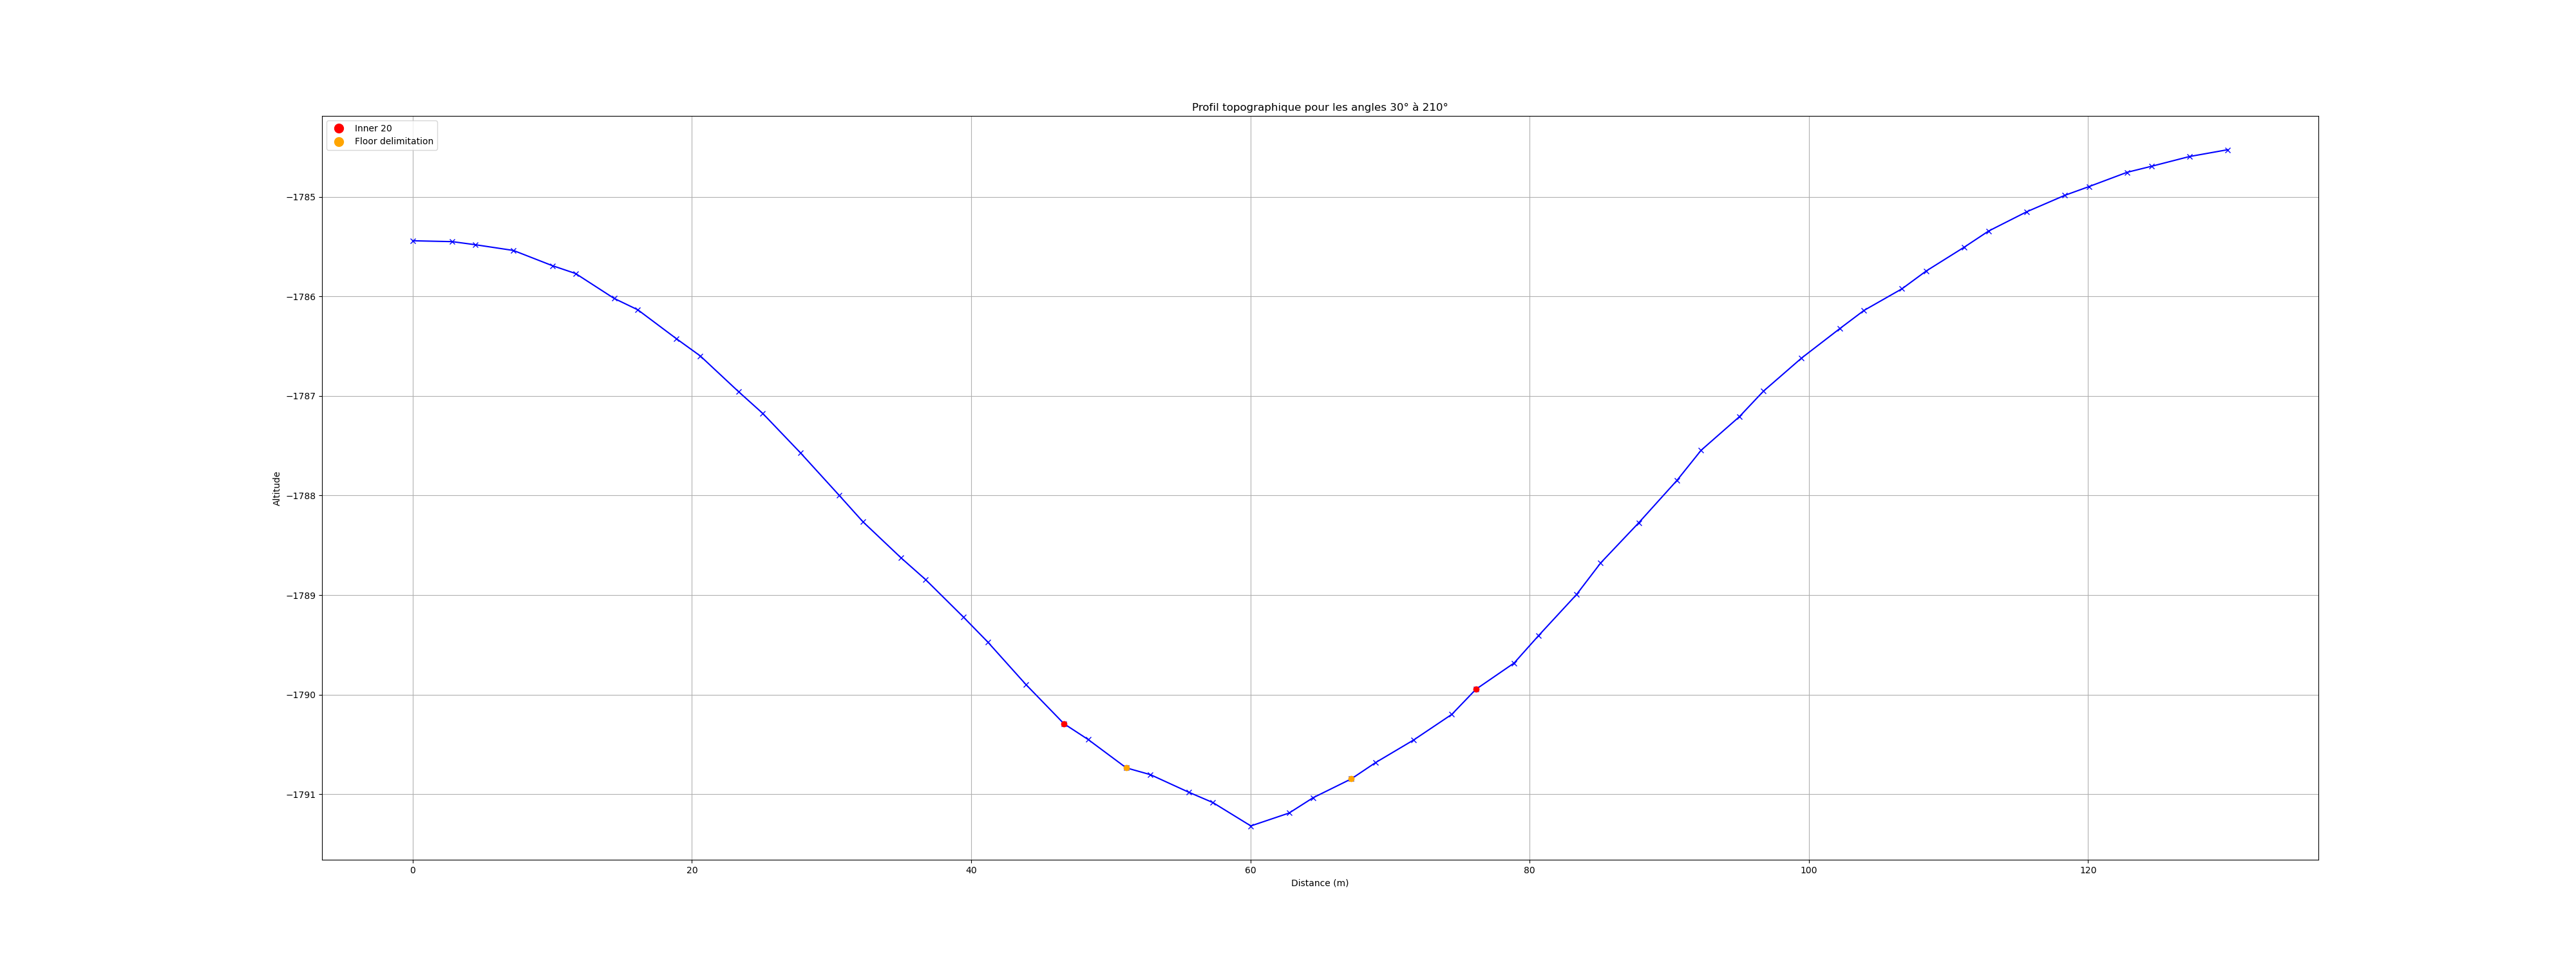 Profil topographique pour les angles 30° à 210°
Inner 20
Floor delimitation
−1785
−1786
−1787
−1788
−1789
−1790
−1791
Altitude
0 20 40 60 80 100 120
Distance (m)